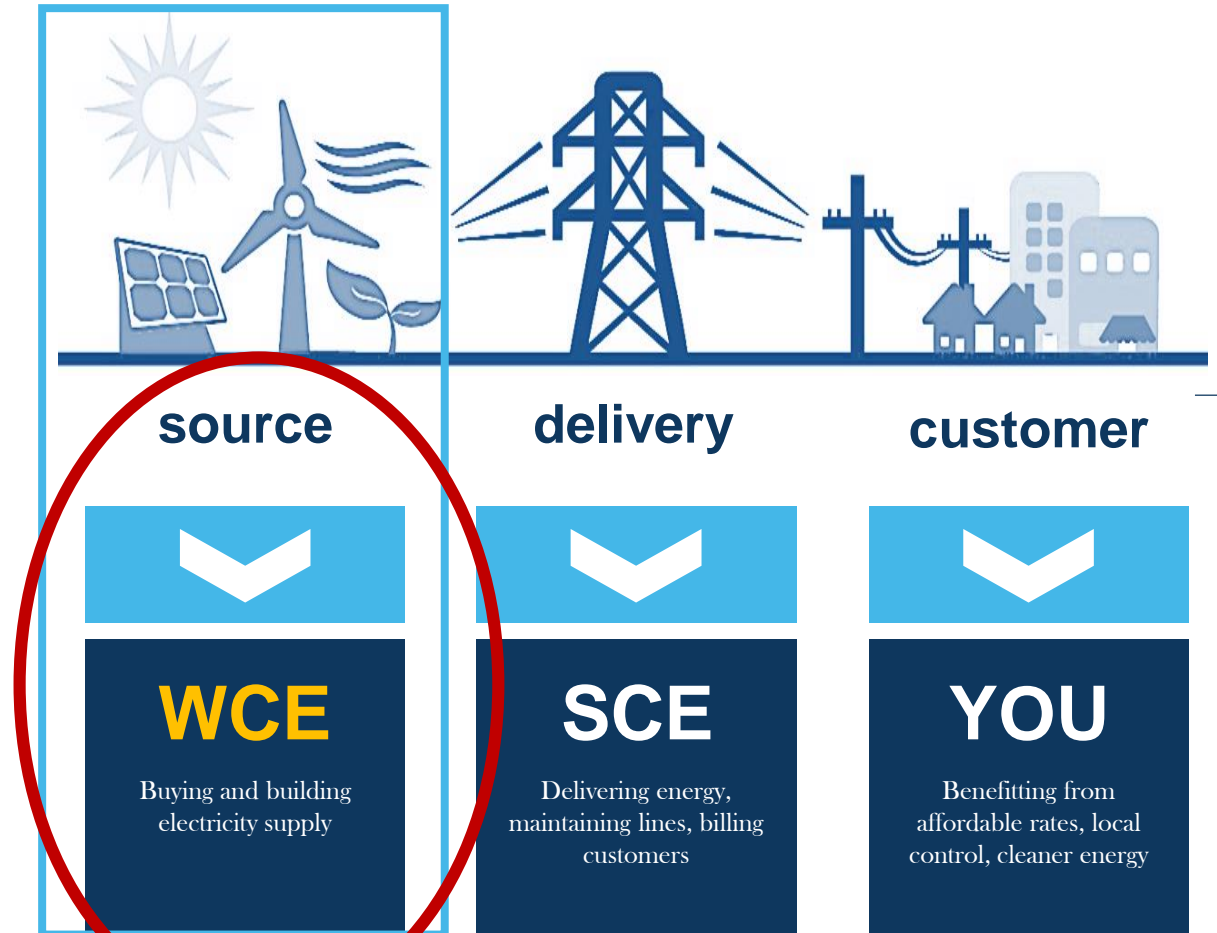 source
delivery
customer
WCE
Buying and building
electricity supply
SCE
Delivering energy,
maintaining lines, billing
customers
YOU
Benefitting from
affordable rates, local
control, cleaner energy